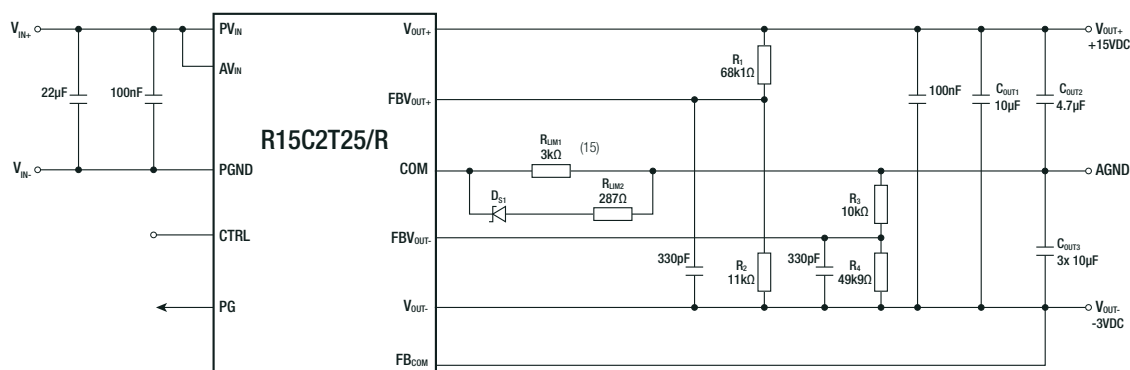 VIN+
22µF
100nF
VIN-
PVIN
AVIN
PGND
CTRL
PG
R15C2T25/R
VOUT+
FBVOUT+
COM
FBVOUT-
VOUT-
FBCOM
R1
68k1Ω
RLIM1
3kΩ
(15)
DS1
RLIM2
287Ω
330pF
R2
11kΩ
330pF
R3
10kΩ
R4
49k9Ω
100nF
COUT1
10µF
COUT2
4.7µF
COUT3
3x 10µF
VOUT+
+15VDC
AGND
VOUT-
-3VDC